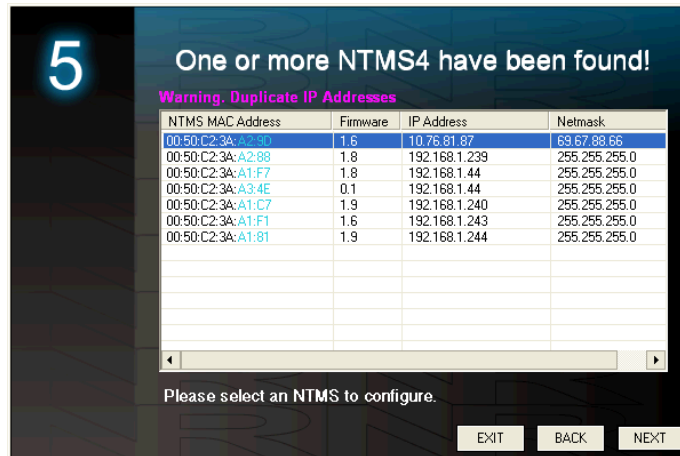 5
One or more NTMS4 have been found!
Warning. Duplicate IP Addresses
NTMS MAC Address Firmware IP Address Netmask
00:50:C2:3A:A2:9D 1.6 10.76.81.87 69.67.88.66
00:50:C2:3A:A2:88 1.8 192.168.1.239 255.255.255.0
00:50:C2:3A:A1:F7 1.8 192.168.1.44 255.255.255.0
00:50:C2:3A:A3:4E 0.1 192.168.1.44 255.255.255.0
00:50:C2:3A:A1:C7 1.9 192.168.1.240 255.255.255.0
00:50:C2:3A:A1:F1 1.6 192.168.1.243 255.255.255.0
00:50:C2:3A:A1:81 1.9 192.168.1.244 255.255.255.0
Please select an NTMS to configure.
EXIT BACK NEXT